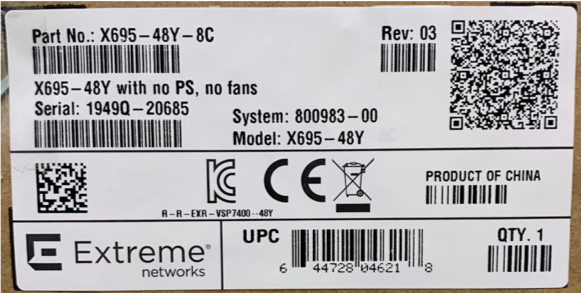 Part No.: X695-48Y-8C
Rev: 03
X695-48Y with no PS, no fans
Serial: 1949Q-20685
System: 800983-00
Model: X695-48Y
PRODUCT OF CHINA
R-R-EXR-VSP7400-48Y
Extreme®
networks
UPC
6 44728 04621 8
QTY. 1